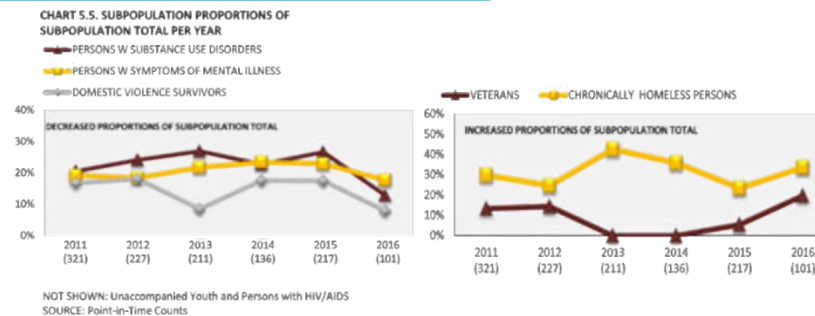 CHART 5.5. SUBPOPULATION PROPORTIONS OF
SUBPOPULATION TOTAL PER YEAR
PERSONS W SUBSTANCE USE DISORDERS
PERSONS W SYMPTOMS OF MENTAL ILLNESS
DOMESTIC VIOLENCE SURVIVORS
40%
30%
20%
10%
0%
DECREASED PROPORTIONS OF SUBPOPULATION TOTAL
2011 2012 2013 2014 2015 2016
(321) (227) (211) (136) (217) (101)
VETERANS CHRONICALLY HOMELESS PERSONS
60%
50%
40%
30%
20%
10%
0%
INCREASED PROPORTIONS OF SUBPOPULATION TOTAL
2011 2012 2013 2014 2015 2016
(321) (227) (211) (136) (217) (101)
NOT SHOWN: Unaccompanied Youth and Persons with HIV/AIDS
SOURCE: Point-in-Time Counts